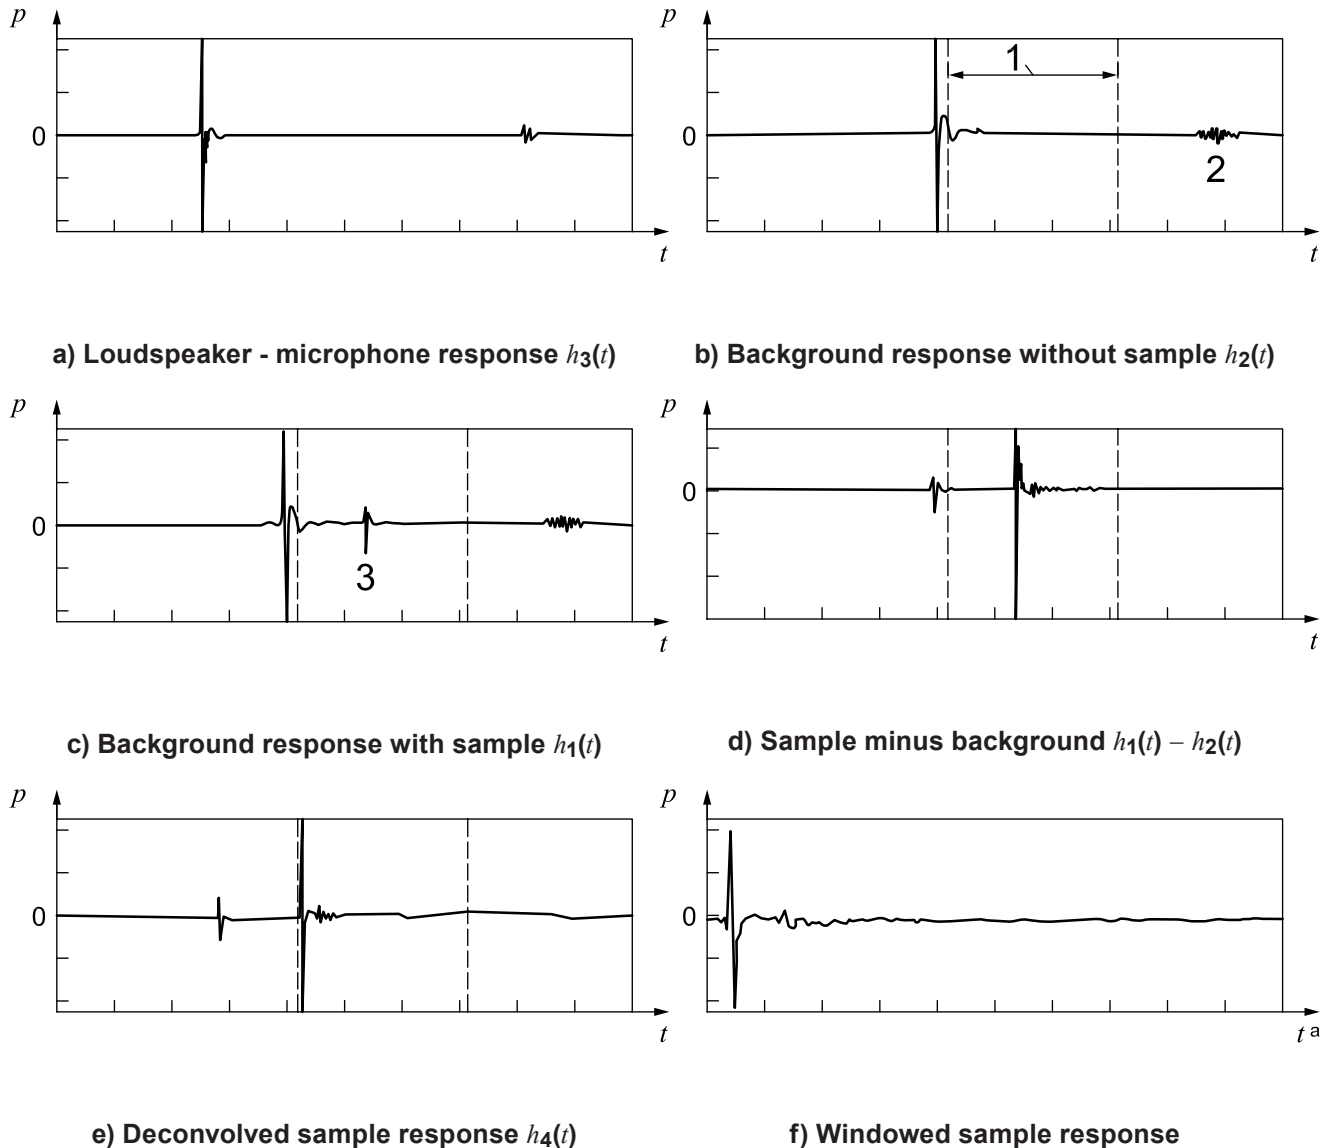 p
p
1
0
0
2
t
t
a) Loudspeaker - microphone response h3(t)
b) Background response without sample h2(t)
p
p
0
0
3
t
t
c) Background response with sample h1(t)
d) Sample minus background h1(t) – h2(t)
p
p
0
0
t
t a
e) Deconvolved sample response h4(t)
f) Windowed sample response